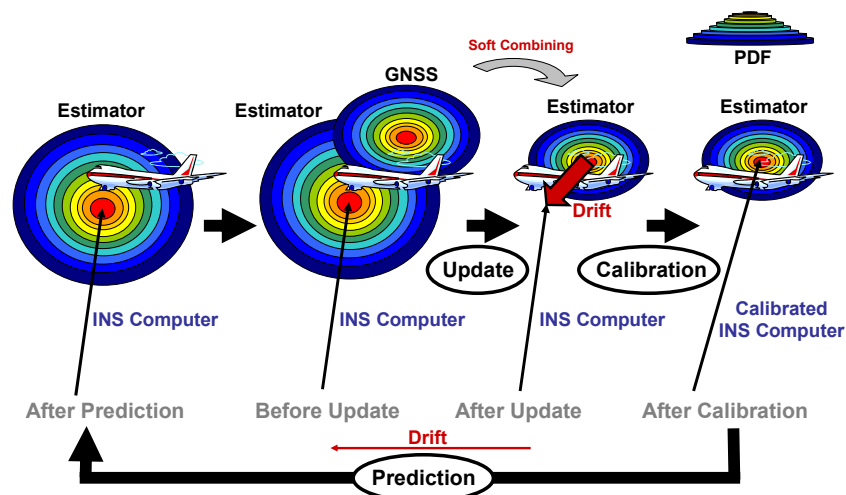 Soft Combining
PDF
GNSS
Estimator
Estimator
Estimator
Estimator
Drift
Update
Calibration
INS Computer
INS Computer
INS Computer
Calibrated
INS Computer
After Prediction
Before Update
After Update
After Calibration
Drift
Prediction